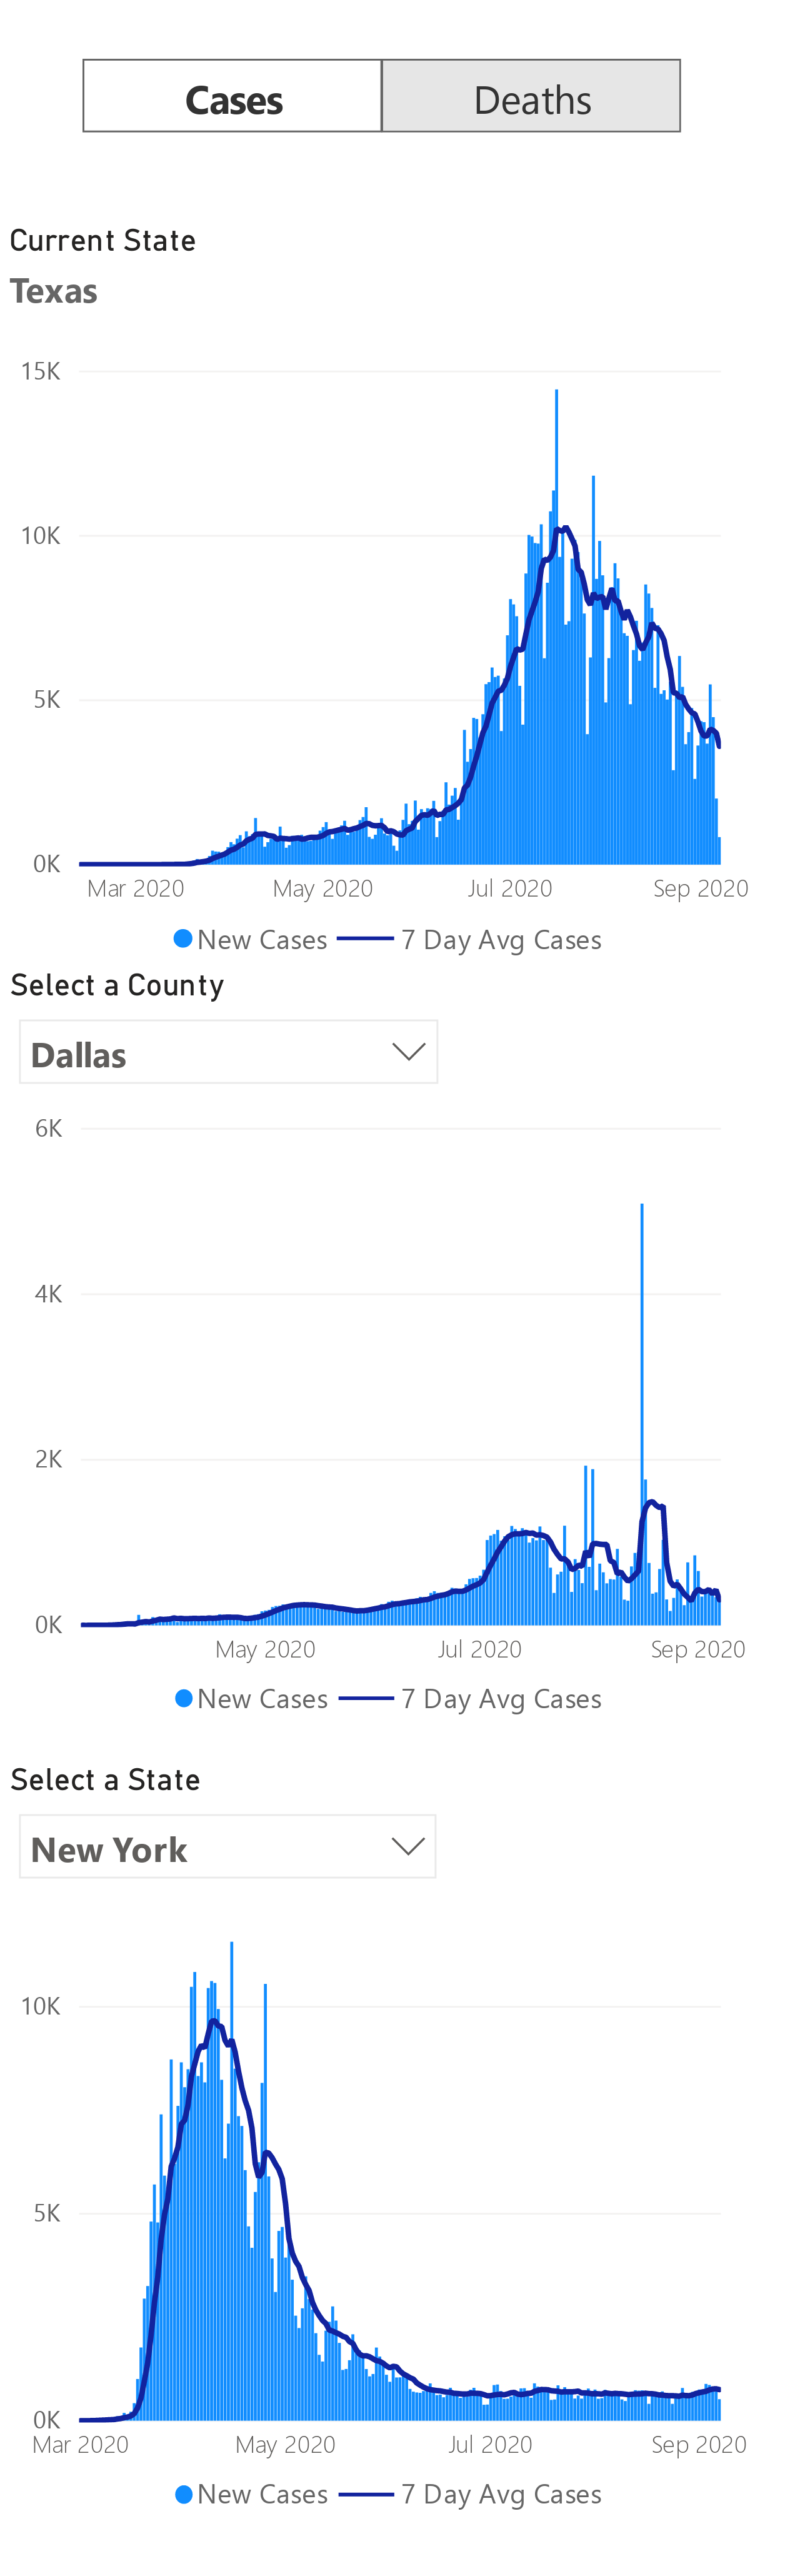 Cases Deaths
Current State
Texas
15K
10K
5K
0K
Mar 2020 May 2020 Jul 2020 Sep 2020
New Cases 7 Day Avg Cases
Select a County
Dallas
6K
4K
2K
0K
May 2020 Jul 2020 Sep 2020
New Cases 7 Day Avg Cases
Select a State
New York
10K
5K
0K
Mar 2020 May 2020 Jul 2020 Sep 2020
New Cases 7 Day Avg Cases